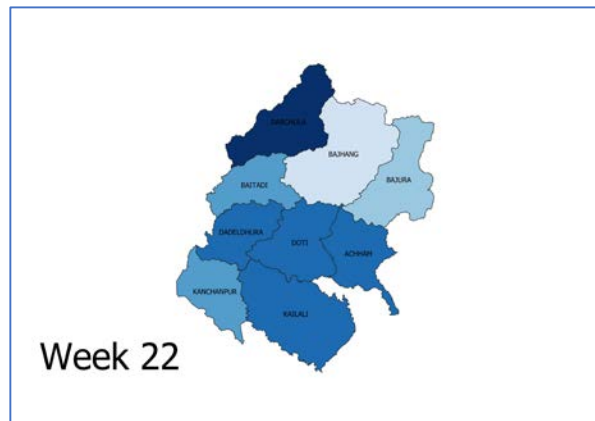 DARCHULA
BAJHANG
BAJURA
BAITADI
DADELDHURA
DOTI
ACHHAM
KANCHANPUR
KAILALI
Week 22